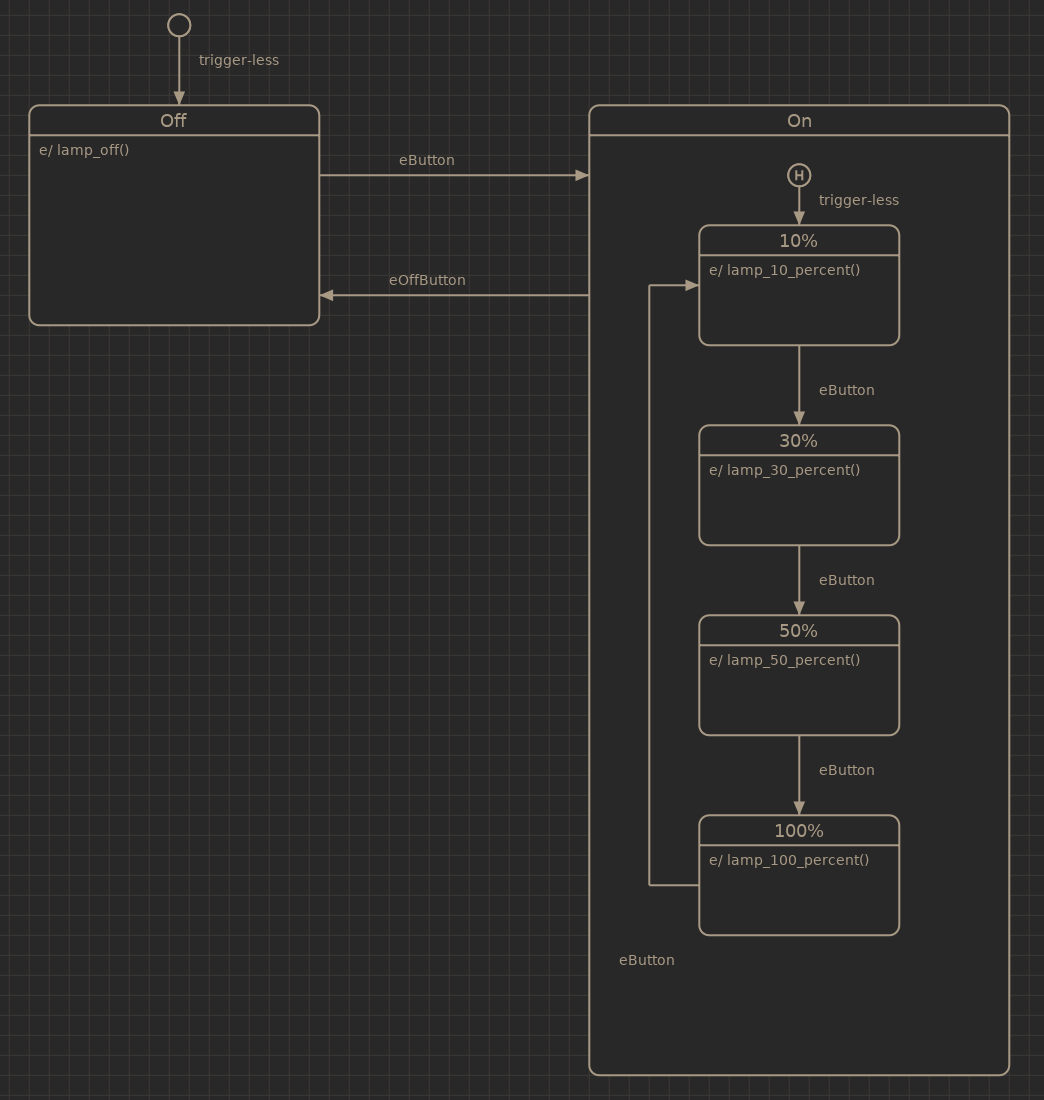 trigger-less
Off
e/ lamp_off()
eButton
eOffButton
On
H
trigger-less
10%
e/ lamp_10_percent()
eButton
30%
e/ lamp_30_percent()
eButton
50%
e/ lamp_50_percent()
eButton
100%
e/ lamp_100_percent()
eButton